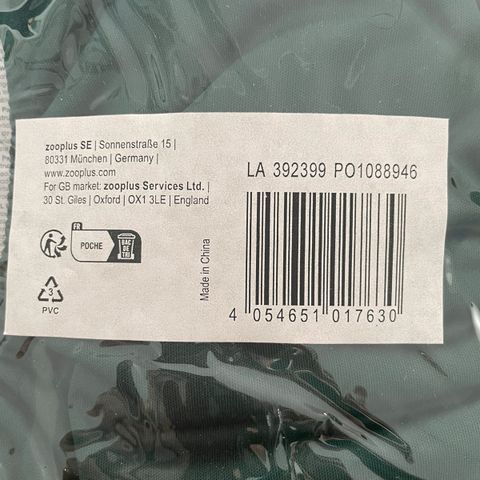 zooplus SE | Sonnenstraße 15 |
80331 München | Germany |
www.zooplus.com
For GB market: zooplus Services Ltd. |
30 St. Giles | Oxford | OX1 3LE | England
FR
POCHE
BAC
DE
TRI
3
PVC
Made in China
LA 392399 PO1088946
4 054651 017630